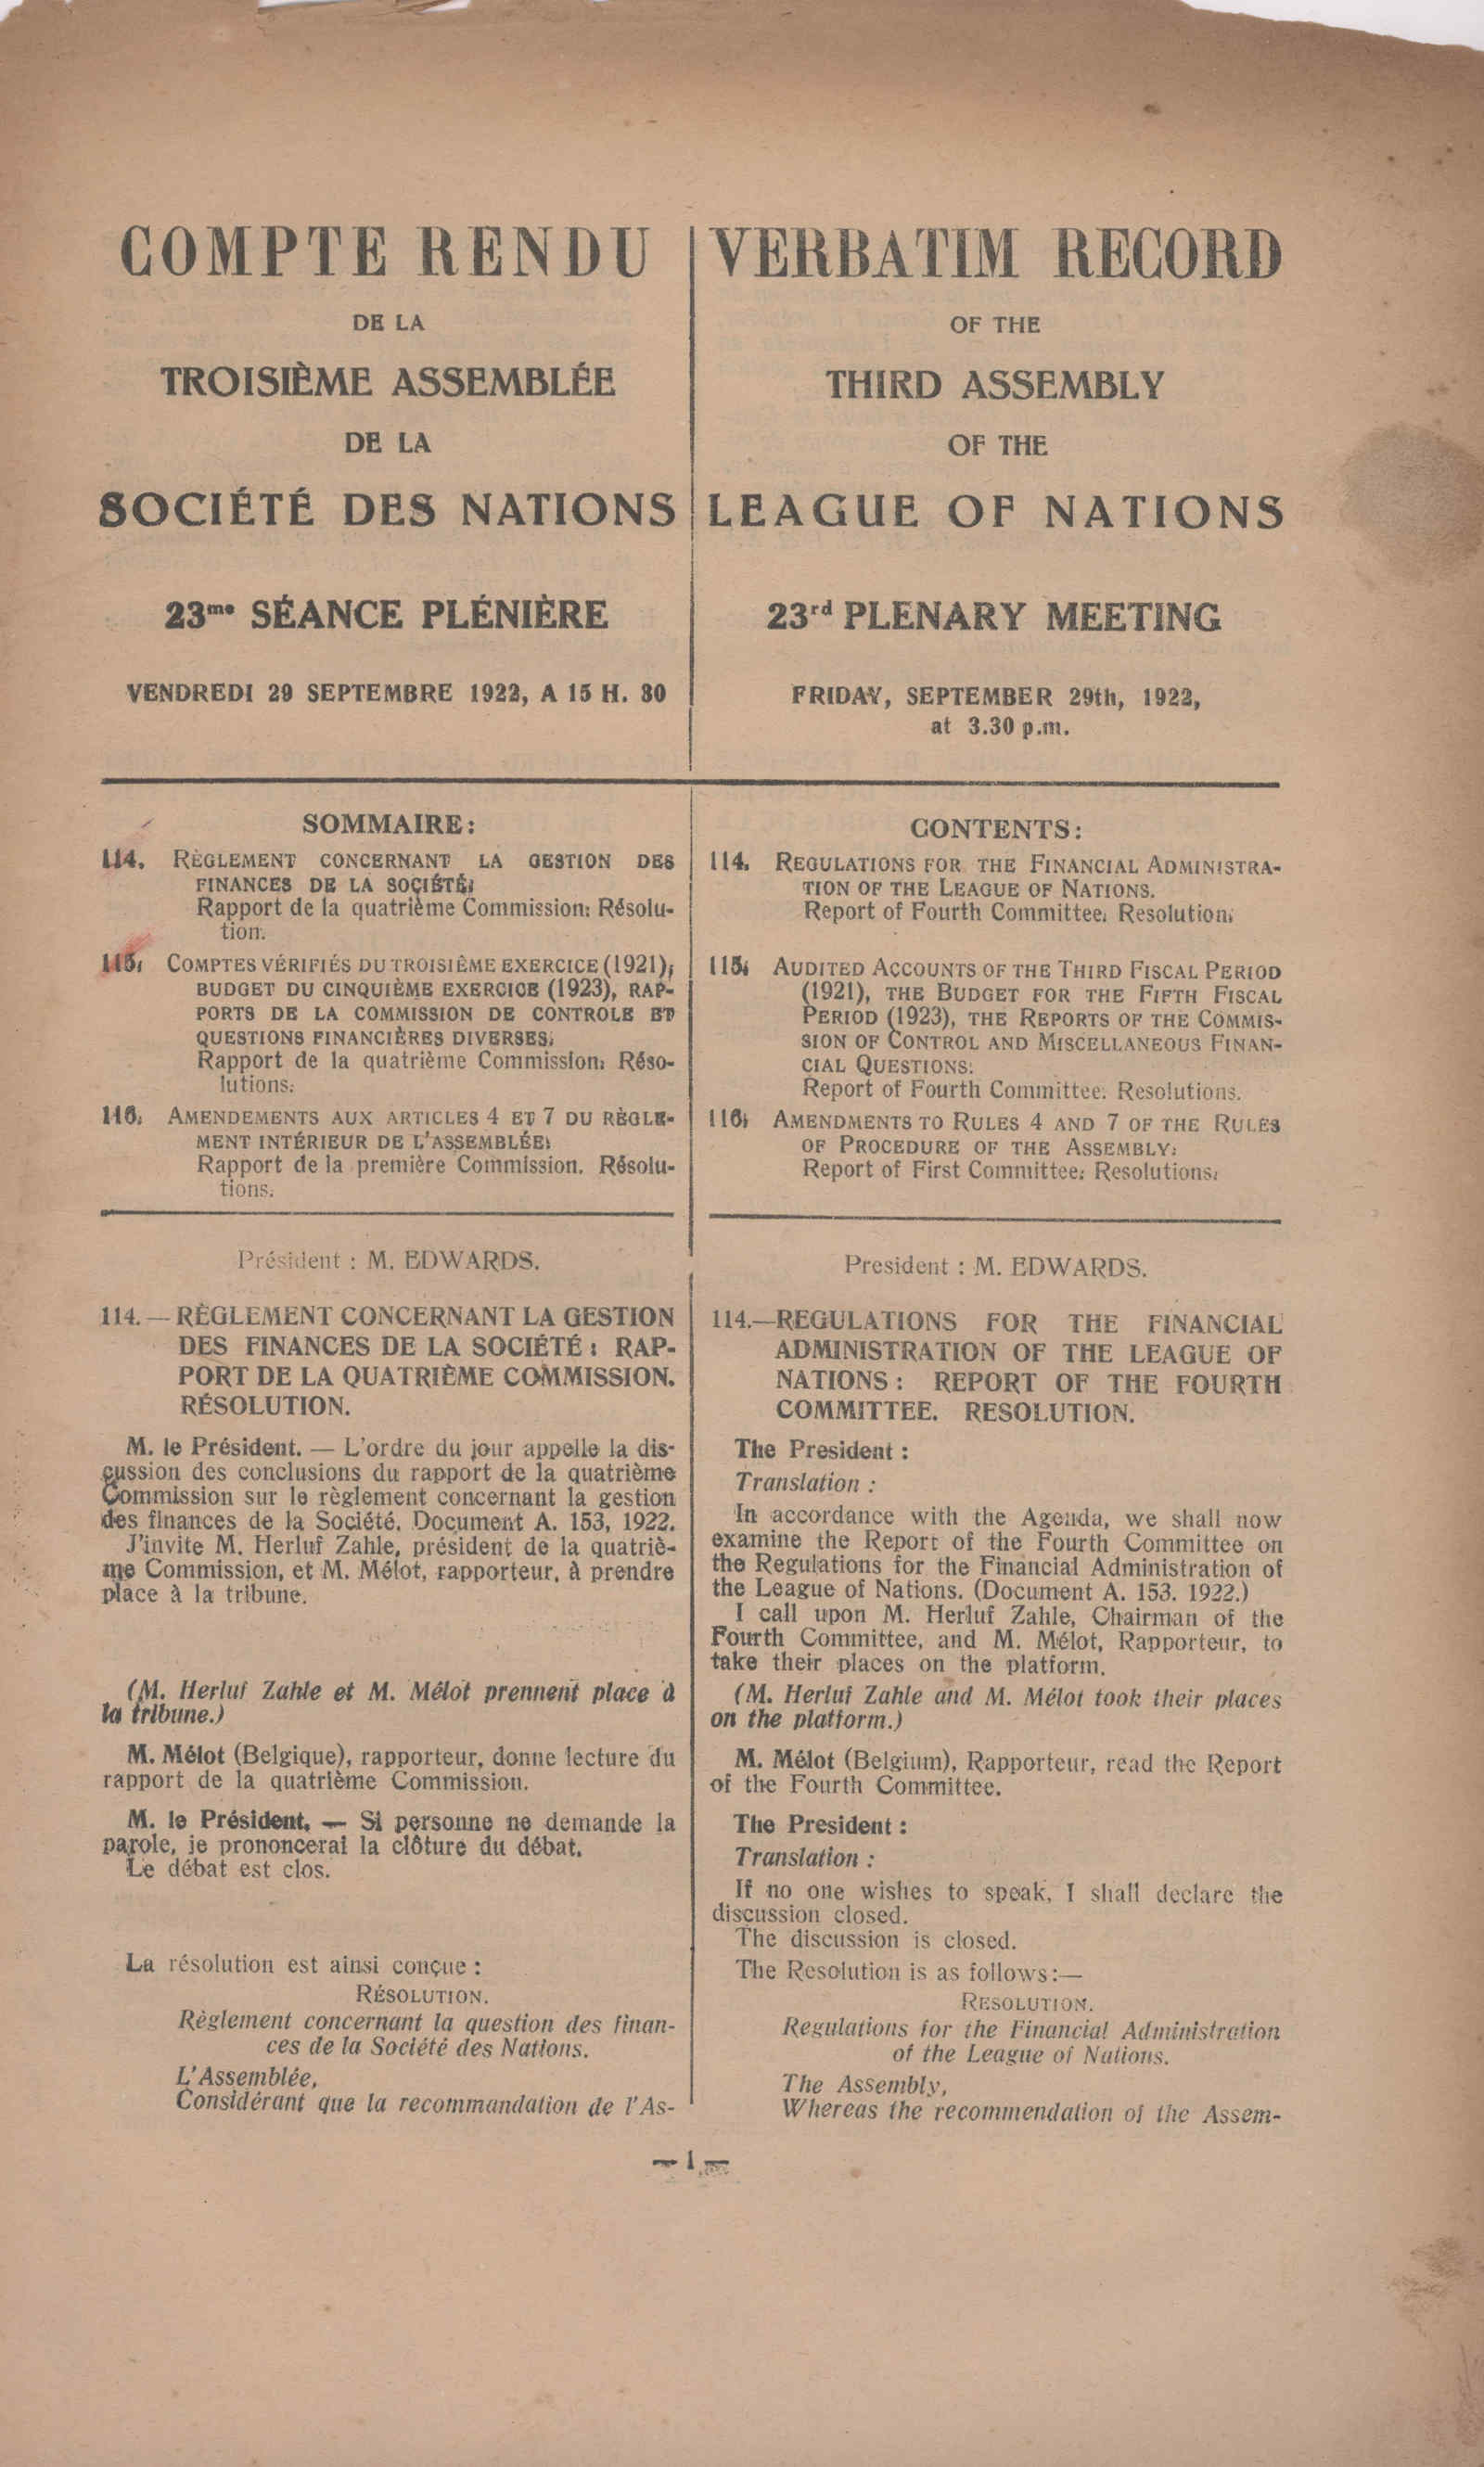 COMPTE RENDU
DE LA
TROISIÈME ASSEMBLÉE
DE LA
SOCIÉTÉ DES NATIONS
23me SÉANCE PLÉNIÈRE
VENDREDI 29 SEPTEMBRE 1922, A 15 H. 30
SOMMAIRE:
114. RÈGLEMENT CONCERNANT LA GESTION DES
FINANCES DE LA SOCIÉTÉ:
Rapport de la quatrième Commission: Résolu-
tion.
115. COMPTES VÉRIFIÉS DU TROISIÈME EXERCICE (1921);
BUDGET DU CINQUIÈME EXERCICE (1923), RAP-
PORTS DE LA COMMISSION DE CONTROLE ET
QUESTIONS FINANCIÈRES DIVERSES:
Rapport de la quatrième Commission: Réso-
lutions.
116. AMENDEMENTS AUX ARTICLES 4 ET 7 DU RÈGLE-
MENT INTÉRIEUR DE L'ASSEMBLÉE:
Rapport de la première Commission. Résolu-
tions.
Président : M. EDWARDS.
114. — RÈGLEMENT CONCERNANT LA GESTION
DES FINANCES DE LA SOCIÉTÉ : RAP-
PORT DE LA QUATRIÈME COMMISSION.
RÉSOLUTION.
M. le Président. — L'ordre du jour appelle la dis-
cussion des conclusions du rapport de la quatrième
Commission sur le règlement concernant la gestion
des finances de la Société. Document A. 153, 1922.
J'invite M. Herluf Zahle, président de la quatriè-
me Commission, et M. Mélot, rapporteur, à prendre
place à la tribune.
(M. Herluf Zahle et M. Mélot prennent place à
la tribune.)
M. Mélot (Belgique), rapporteur, donne lecture du
rapport de la quatrième Commission.
M. le Président. — Si personne ne demande la
parole, je prononcerai la clôture du débat.
Le débat est clos.
La résolution est ainsi conçue :
RÉSOLUTION.
Règlement concernant la question des finan-
ces de la Société des Nations.
L'Assemblée,
Considérant que la recommandation de l'As-
VERBATIM RECORD
OF THE
THIRD ASSEMBLY
OF THE
LEAGUE OF NATIONS
23rd PLENARY MEETING
FRIDAY, SEPTEMBER 29th, 1922,
at 3.30 p.m.
CONTENTS:
114. REGULATIONS FOR THE FINANCIAL ADMINISTRA-
TION OF THE LEAGUE OF NATIONS.
Report of Fourth Committee. Resolution.
115. AUDITED ACCOUNTS OF THE THIRD FISCAL PERIOD
(1921), THE BUDGET FOR THE FIFTH FISCAL
PERIOD (1923), THE REPORTS OF THE COMMIS-
SION OF CONTROL AND MISCELLANEOUS FINAN-
CIAL QUESTIONS:
Report of Fourth Committee. Resolutions.
116. AMENDMENTS TO RULES 4 AND 7 OF THE RULES
OF PROCEDURE OF THE ASSEMBLY:
Report of First Committee: Resolutions.
President : M. EDWARDS.
114.—REGULATIONS FOR THE FINANCIAL
ADMINISTRATION OF THE LEAGUE OF
NATIONS : REPORT OF THE FOURTH
COMMITTEE. RESOLUTION.
The President :
Translation :
In accordance with the Agenda, we shall now
examine the Report of the Fourth Committee on
the Regulations for the Financial Administration of
the League of Nations. (Document A. 153. 1922.)
I call upon M. Herluf Zahle, Chairman of the
Fourth Committee, and M. Mélot, Rapporteur, to
take their places on the platform.
(M. Herluf Zahle and M. Mélot took their places
on the platform.)
M. Mélot (Belgium), Rapporteur, read the Report
of the Fourth Committee.
The President :
Translation :
If no one wishes to speak, I shall declare the
discussion closed.
The discussion is closed.
The Resolution is as follows:—
RESOLUTION.
Regulations for the Financial Administration
of the League of Nations.
The Assembly,
Whereas the recommendation of the Assem-
— 1 —